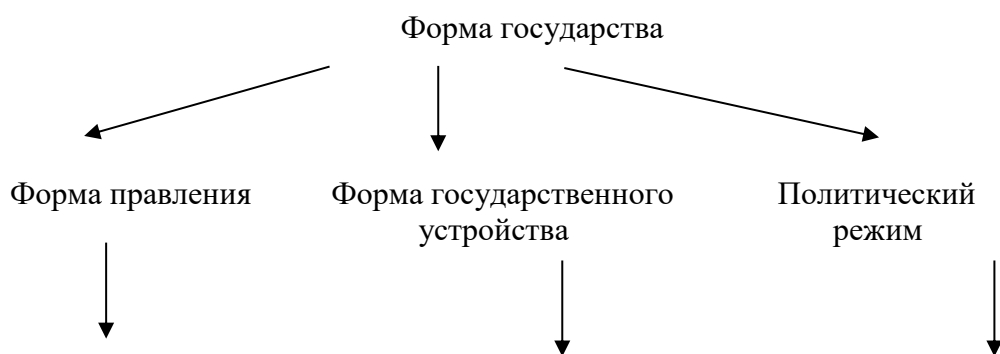 Форма государства
Форма правления
Форма государственного
устройства
Политический
режим